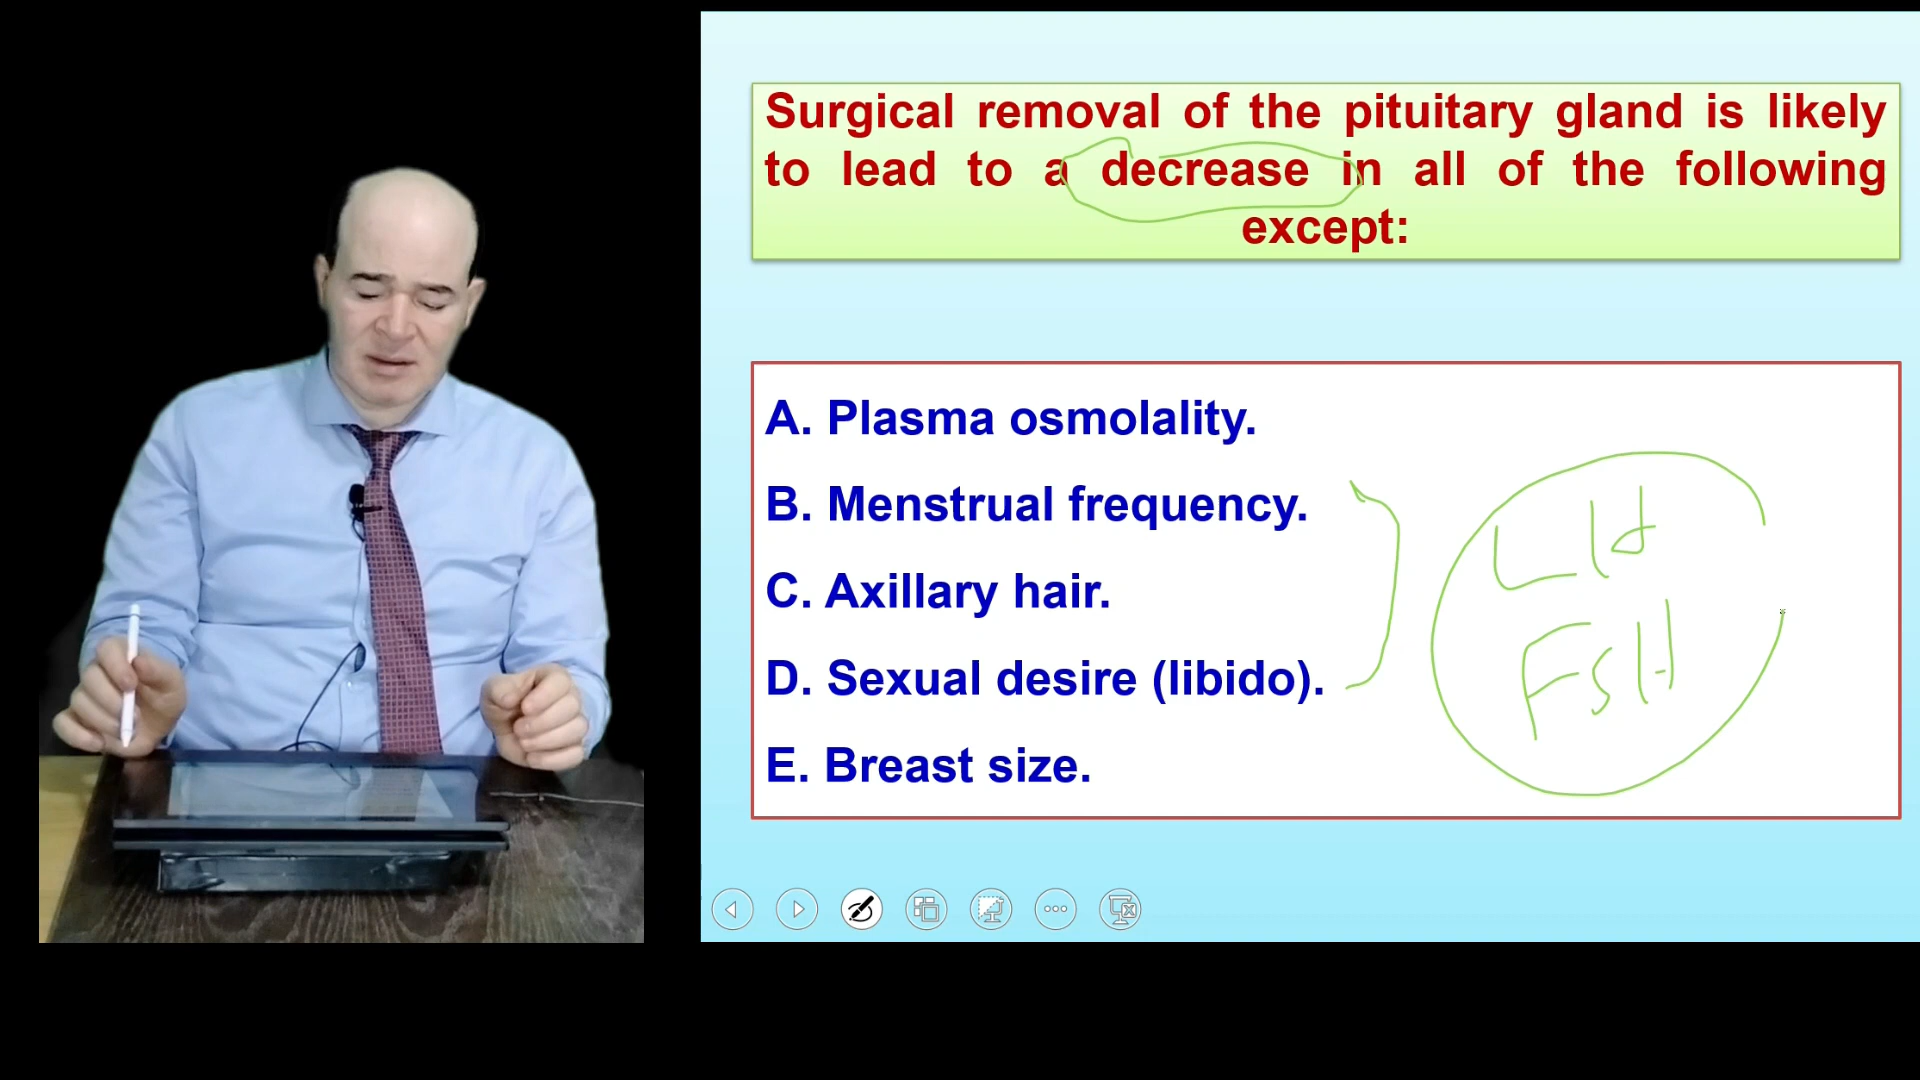 Surgical removal of the pituitary gland is likely
to lead to a decrease in all of the following
except:
A. Plasma osmolality.
B. Menstrual frequency.
C. Axillary hair.
D. Sexual desire (libido).
E. Breast size.
LH
FSH